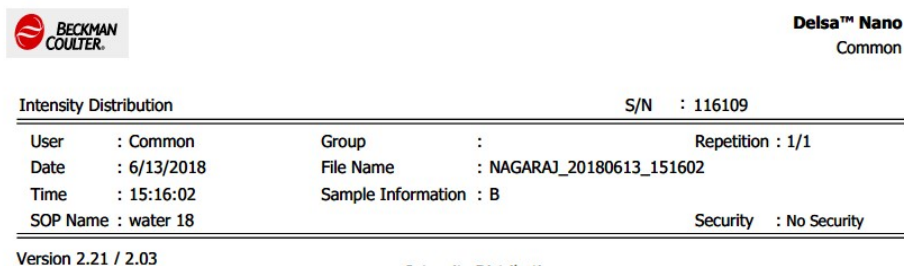 BECKMAN
COULTER.
Delsa™ Nano
Common
Intensity Distribution S/N : 116109
User : Common Group : Repetition : 1/1
Date : 6/13/2018 File Name : NAGARAJ_20180613_151602
Time : 15:16:02 Sample Information : B
SOP Name : water 18 Security : No Security
Version 2.21 / 2.03